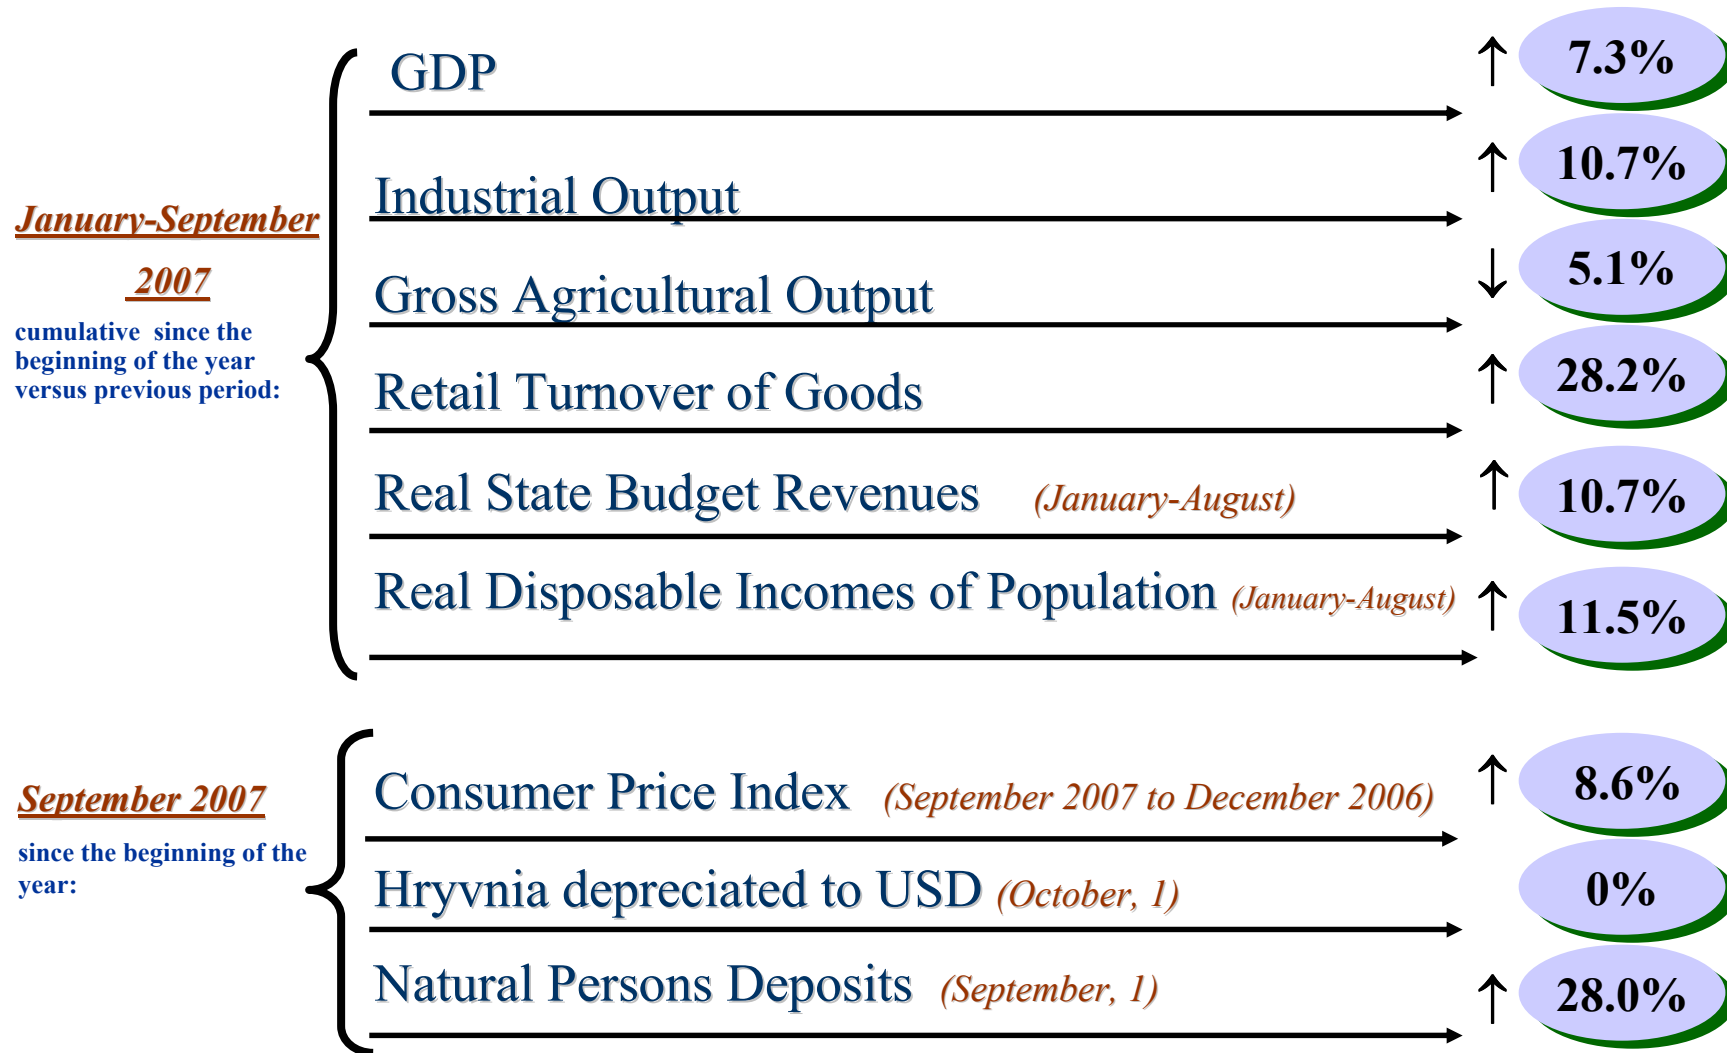 GDP ↑ 7.3%
Industrial Output ↑ 10.7%
January-September
2007
Gross Agricultural Output ↓ 5.1%
cumulative since the
beginning of the year
versus previous period:
Retail Turnover of Goods ↑ 28.2%
Real State Budget Revenues (January-August) ↑ 10.7%
Real Disposable Incomes of Population (January-August) ↑ 11.5%
September 2007
since the beginning of the
year:
Consumer Price Index (September 2007 to December 2006) ↑ 8.6%
Hryvnia depreciated to USD (October, 1) 0%
Natural Persons Deposits (September, 1) ↑ 28.0%